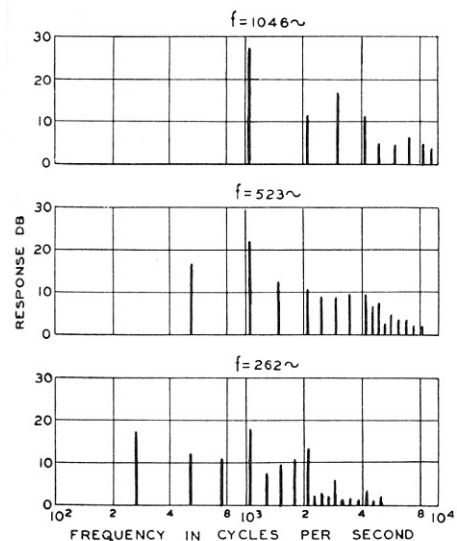 f=1046~
30
20
10
0
f=523~
30
20
10
0
RESPONSE DB
f=262~
30
20
10
0
10² 2 4 8 10³ 2 4 8 10⁴
FREQUENCY IN CYCLES PER SECOND